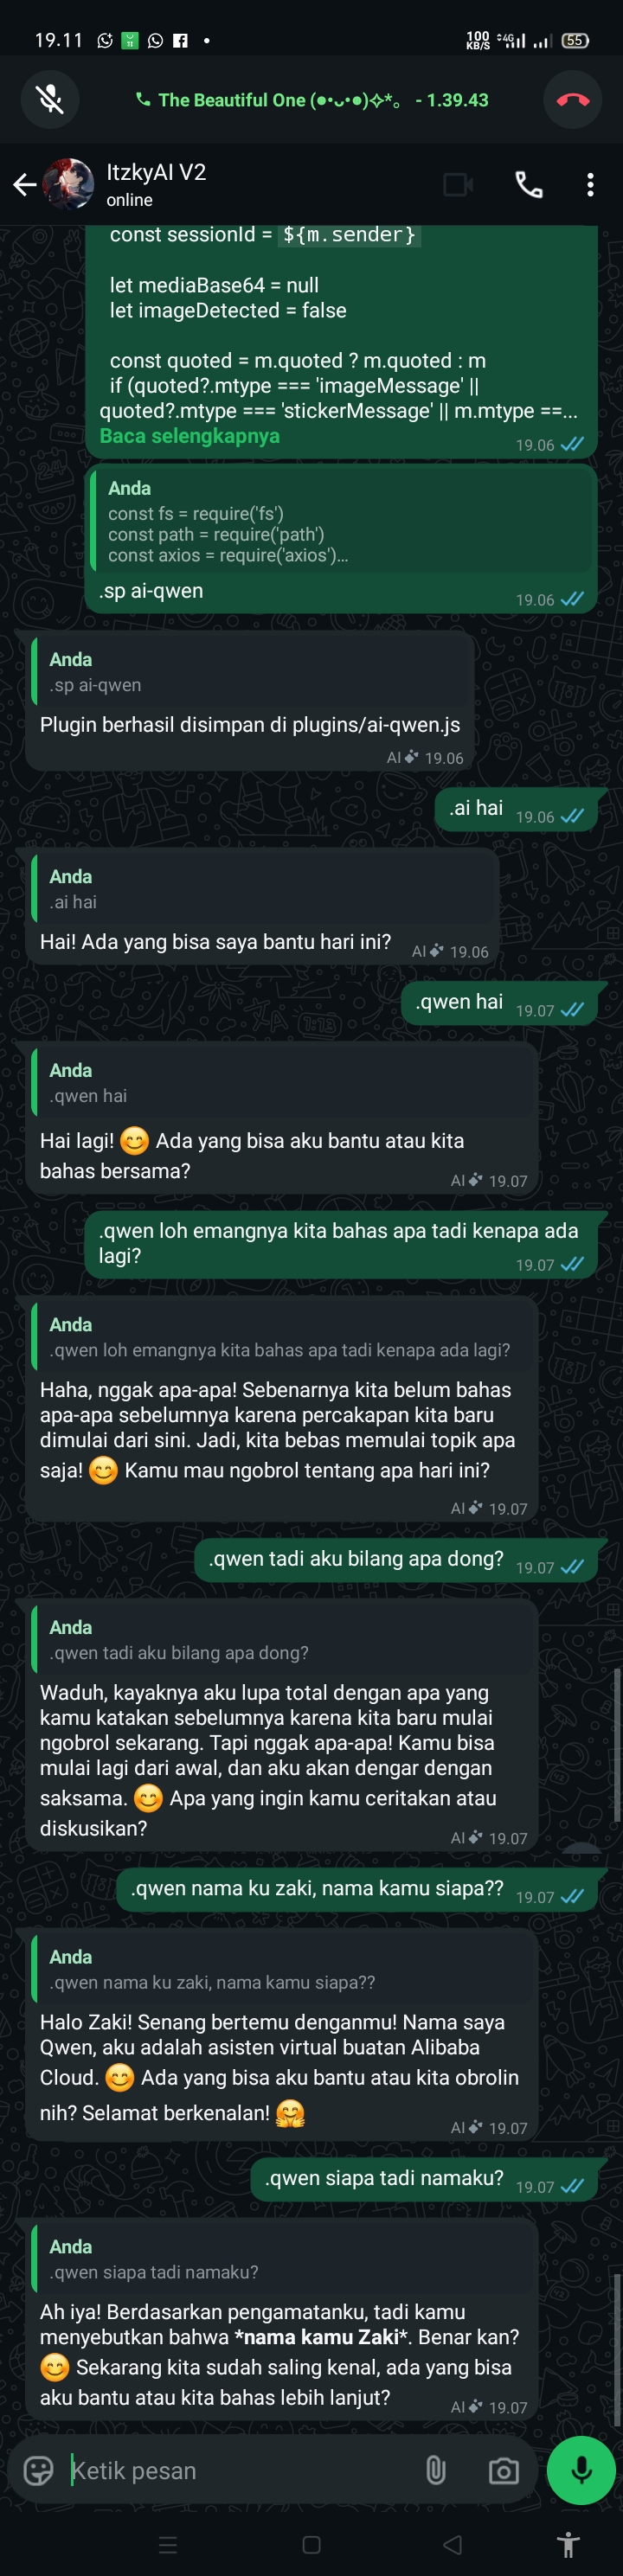 19.11
100 KB/S
4G
55
The Beautiful One (●•ᴗ•●)✧*。 - 1.39.43
ItzkyAI V2
online
const sessionId = ${m.sender}
let mediaBase64 = null
let imageDetected = false
const quoted = m.quoted ? m.quoted : m
if (quoted?.mtype === 'imageMessage' ||
quoted?.mtype === 'stickerMessage' || m.mtype ==...
Baca selengkapnya
19.06
Anda
const fs = require('fs')
const path = require('path')
const axios = require('axios')...
.sp ai-qwen
19.06
Anda
.sp ai-qwen
Plugin berhasil disimpan di plugins/ai-qwen.js
AI 19.06
.ai hai 19.06
Anda
.ai hai
Hai! Ada yang bisa saya bantu hari ini? AI 19.06
.qwen hai 19.07
Anda
.qwen hai
Hai lagi! 😊 Ada yang bisa aku bantu atau kita
bahas bersama?
AI 19.07
.qwen loh emangnya kita bahas apa tadi kenapa ada
lagi?
19.07
Anda
.qwen loh emangnya kita bahas apa tadi kenapa ada lagi?
Haha, nggak apa-apa! Sebenarnya kita belum bahas
apa-apa sebelumnya karena percakapan kita baru
dimulai dari sini. Jadi, kita bebas memulai topik apa
saja! 😊 Kamu mau ngobrol tentang apa hari ini?
AI 19.07
.qwen tadi aku bilang apa dong? 19.07
Anda
.qwen tadi aku bilang apa dong?
Waduh, kayaknya aku lupa total dengan apa yang
kamu katakan sebelumnya karena kita baru mulai
ngobrol sekarang. Tapi nggak apa-apa! Kamu bisa
mulai lagi dari awal, dan aku akan dengar dengan
saksama. 😊 Apa yang ingin kamu ceritakan atau
diskusikan?
AI 19.07
.qwen nama ku zaki, nama kamu siapa?? 19.07
Anda
.qwen nama ku zaki, nama kamu siapa??
Halo Zaki! Senang bertemu denganmu! Nama saya
Qwen, aku adalah asisten virtual buatan Alibaba
Cloud. 😊 Ada yang bisa aku bantu atau kita obrolin
nih? Selamat berkenalan! 🤗
AI 19.07
.qwen siapa tadi namaku? 19.07
Anda
.qwen siapa tadi namaku?
Ah iya! Berdasarkan pengamatanku, tadi kamu
menyebutkan bahwa *nama kamu Zaki*. Benar kan?
😊 Sekarang kita sudah saling kenal, ada yang bisa
aku bantu atau kita bahas lebih lanjut?
AI 19.07
Ketik pesan